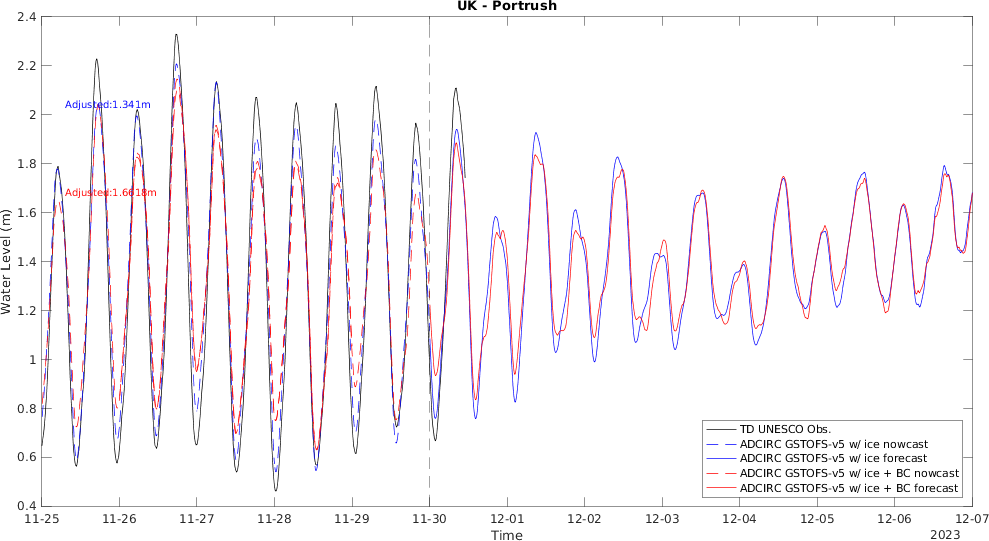 UK - Portrush
2.4
2.2
2
1.8
1.6
1.4
1.2
1
0.8
0.6
0.4
Water Level (m)
Adjusted:1.341m
Adjusted:1.6618m
TD UNESCO Obs.
ADCIRC GSTOFS-v5 w/ ice nowcast
ADCIRC GSTOFS-v5 w/ ice forecast
ADCIRC GSTOFS-v5 w/ ice + BC nowcast
ADCIRC GSTOFS-v5 w/ ice + BC forecast
11-25 11-26 11-27 11-28 11-29 11-30 12-01 12-02 12-03 12-04 12-05 12-06 12-07
Time
2023